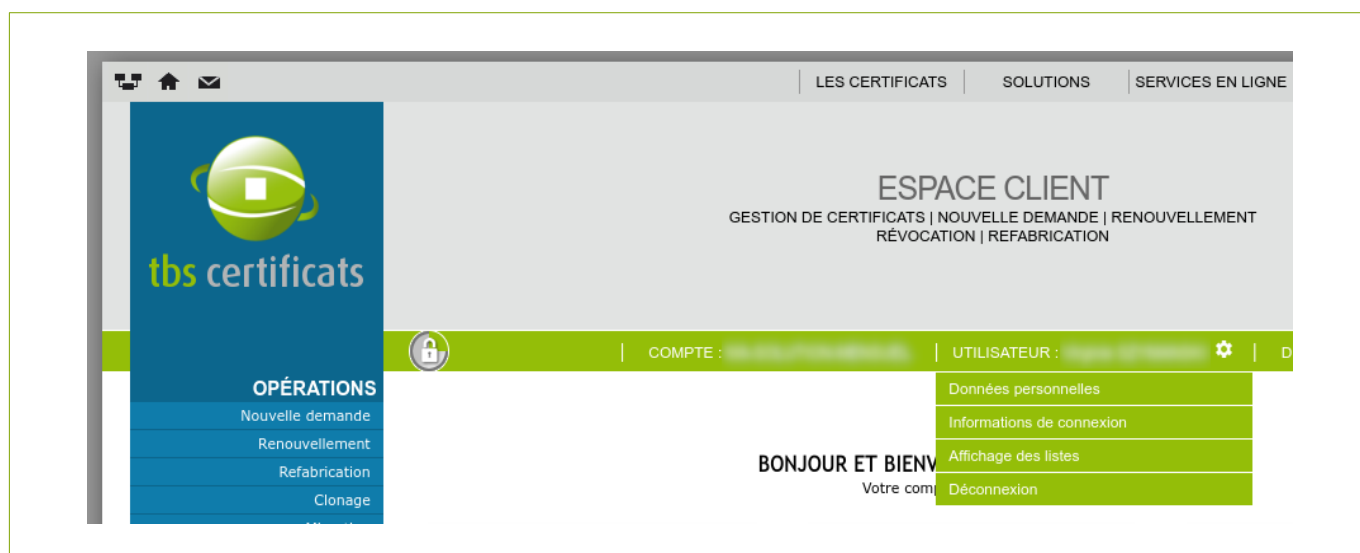 LES CERTIFICATS SOLUTIONS SERVICES EN LIGNE
tbs certificats
ESPACE CLIENT
GESTION DE CERTIFICATS | NOUVELLE DEMANDE | RENOUVELLEMENT
RÉVOCATION | REFABRICATION
COMPTE : UTILISATEUR : D
OPÉRATIONS
Nouvelle demande
Renouvellement
Refabrication
Clonage
Données personnelles
Informations de connexion
Affichage des listes
Déconnexion
BONJOUR ET BIENV
Votre comp